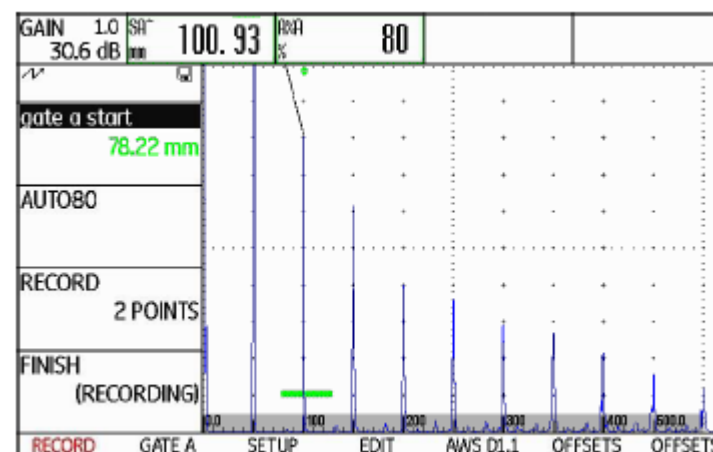 GAIN 1.0 SA^ 100.93 A%A 80
30.6 dB mm %
gate a start
78.22 mm
AUTO80
RECORD
2 POINTS
FINISH
(RECORDING)
0.0 100 200 300 400 500.0
RECORD GATE A SETUP EDIT AWS D1.1 OFFSETS OFFSETS